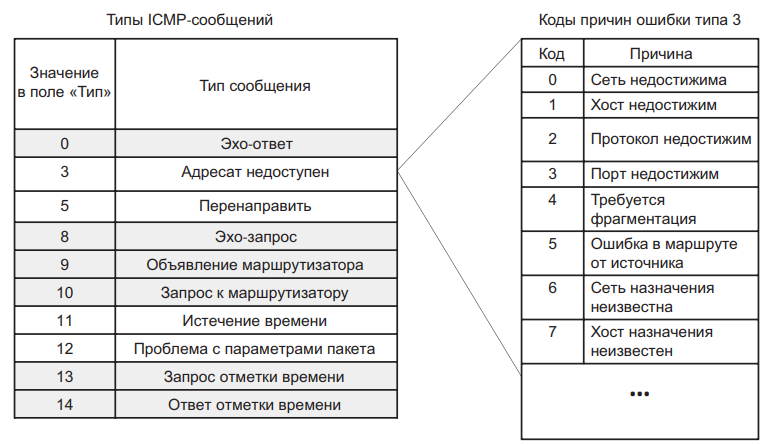 Типы ICMP-сообщений
Значение
в поле «Тип»
Тип сообщения
0 Эхо-ответ
3 Адресат недоступен
5 Перенаправить
8 Эхо-запрос
9 Объявление маршрутизатора
10 Запрос к маршрутизатору
11 Истечение времени
12 Проблема с параметрами пакета
13 Запрос отметки времени
14 Ответ отметки времени
Коды причин ошибки типа 3
Код Причина
0 Сеть недостижима
1 Хост недостижим
2 Протокол недостижим
3 Порт недостижим
4 Требуется
фрагментация
5 Ошибка в маршруте
от источника
6 Сеть назначения
неизвестна
7 Хост назначения
неизвестен
...